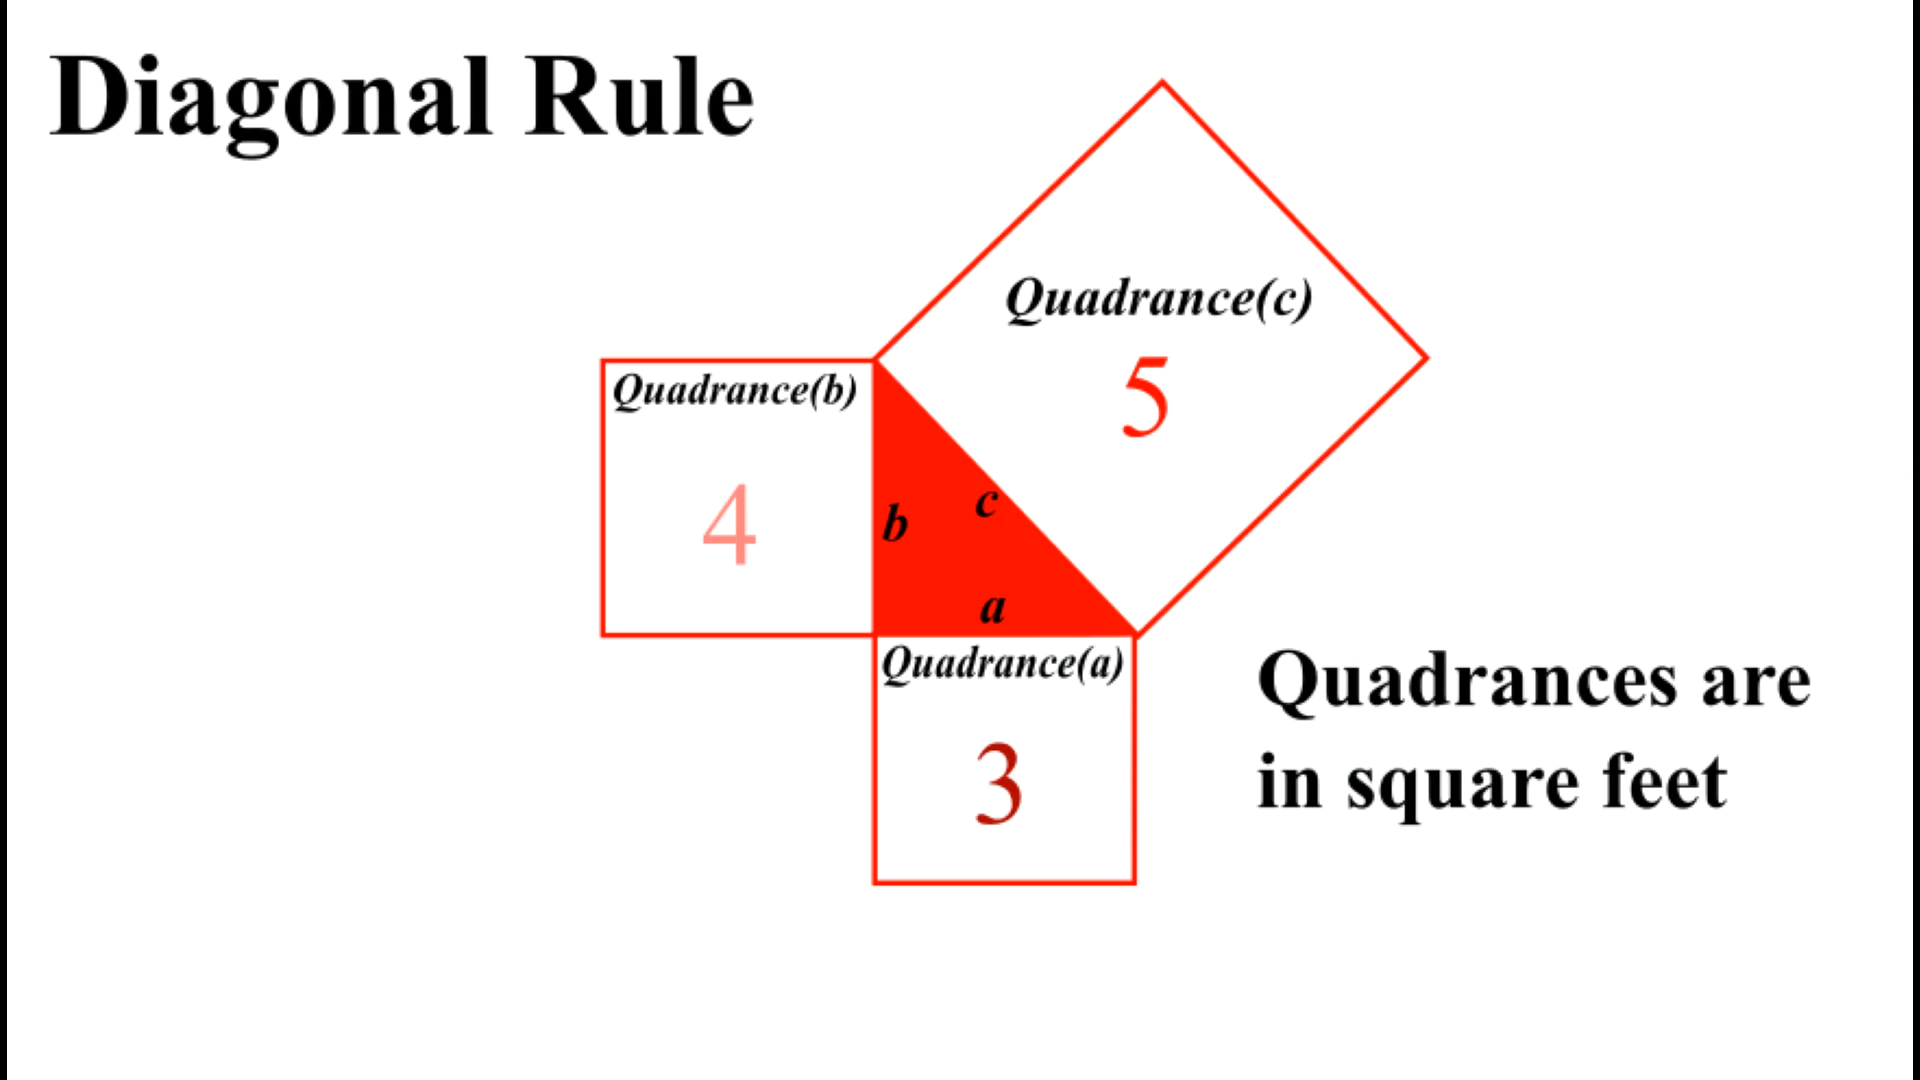 Diagonal Rule
Quadrance(c)
5
Quadrance(b)
4
b
c
a
Quadrance(a)
3
Quadrances are
in square feet